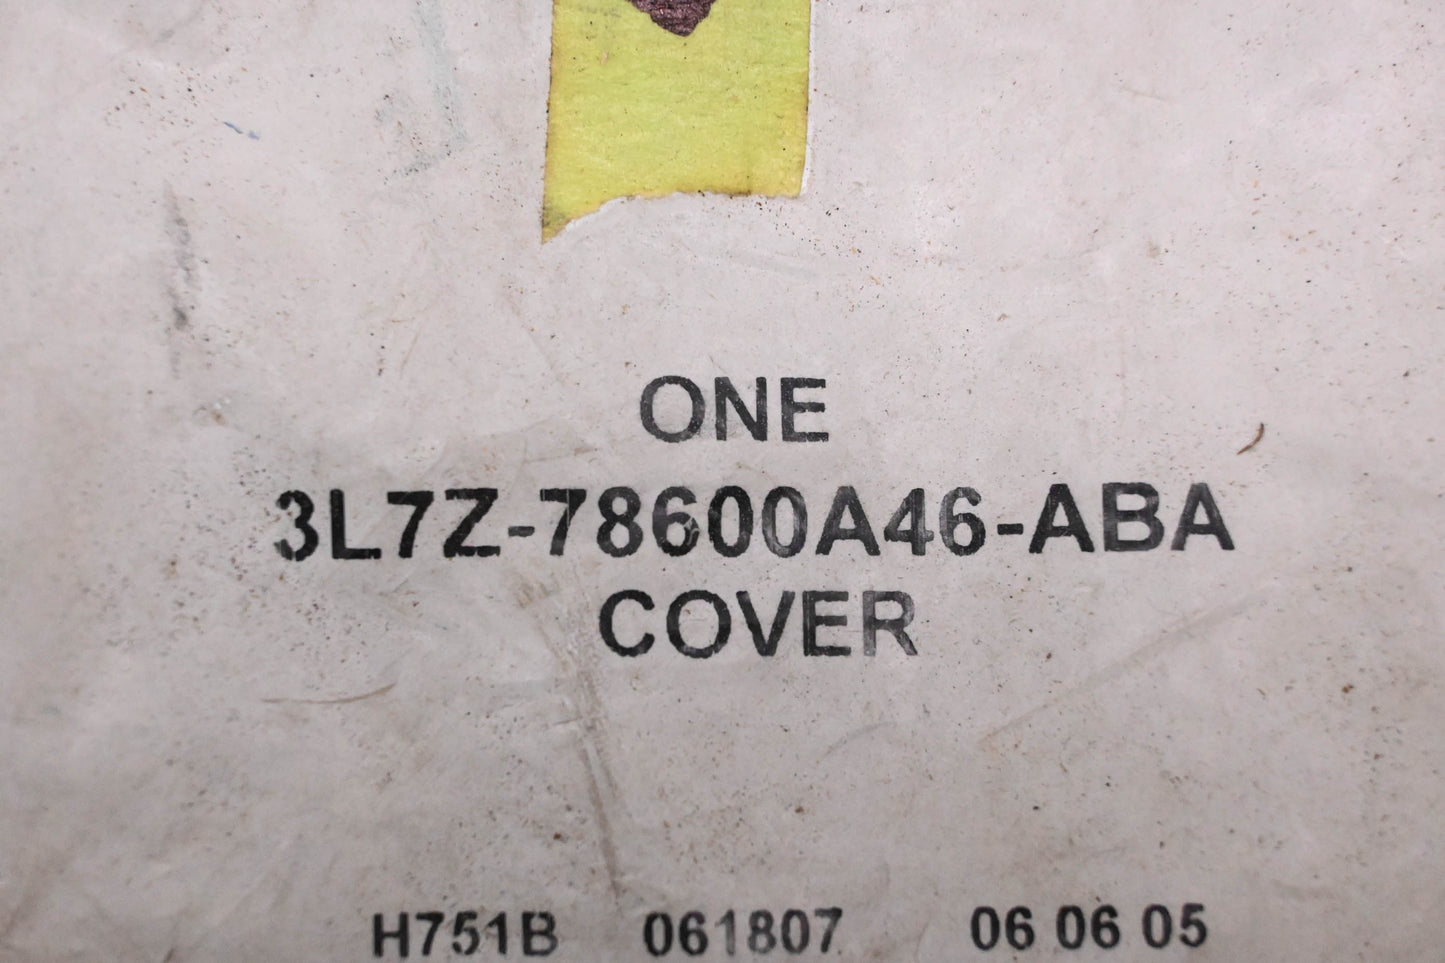 ONE
3L7Z-78600A46-ABA
COVER
H751B 061807 06 06 05